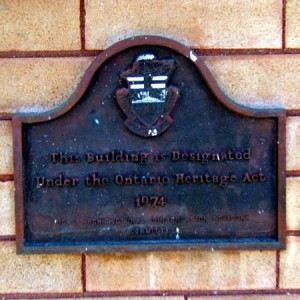 This Building is Designated
Under the Ontario Heritage Act
1974